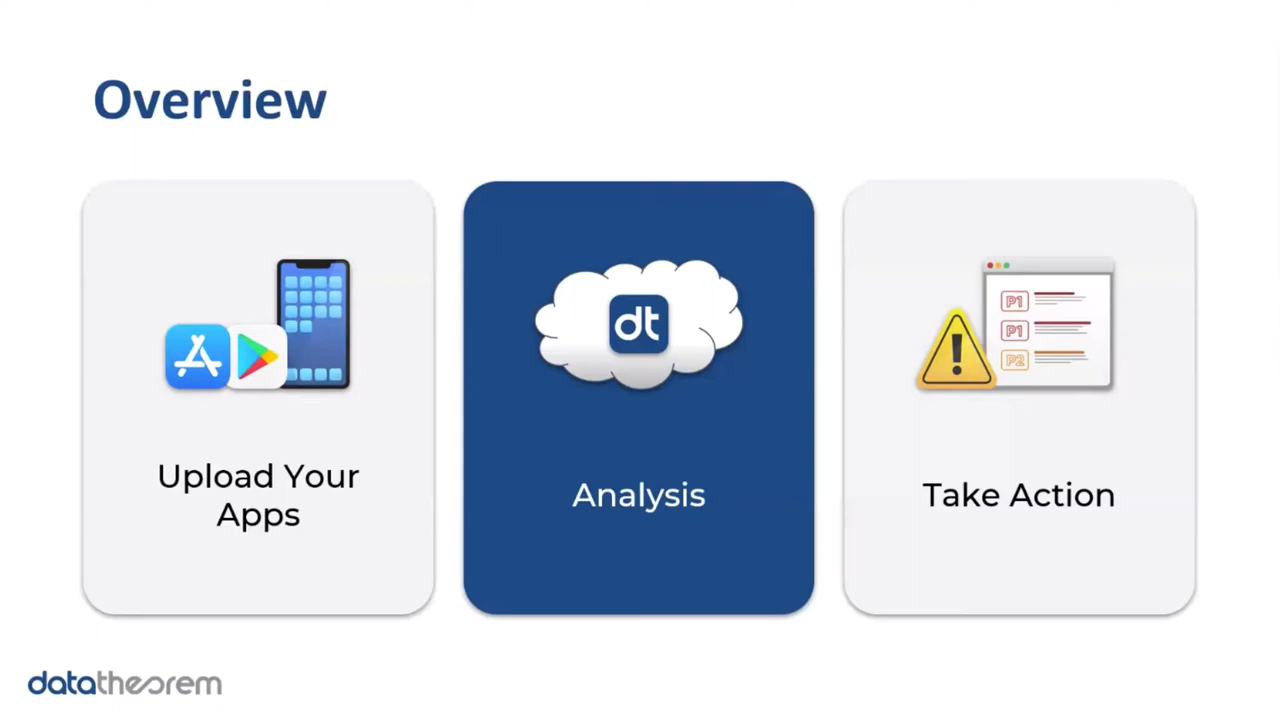 Overview
dt
P1
P1
P2
Upload Your
Apps
Analysis
Take Action
datatheorem